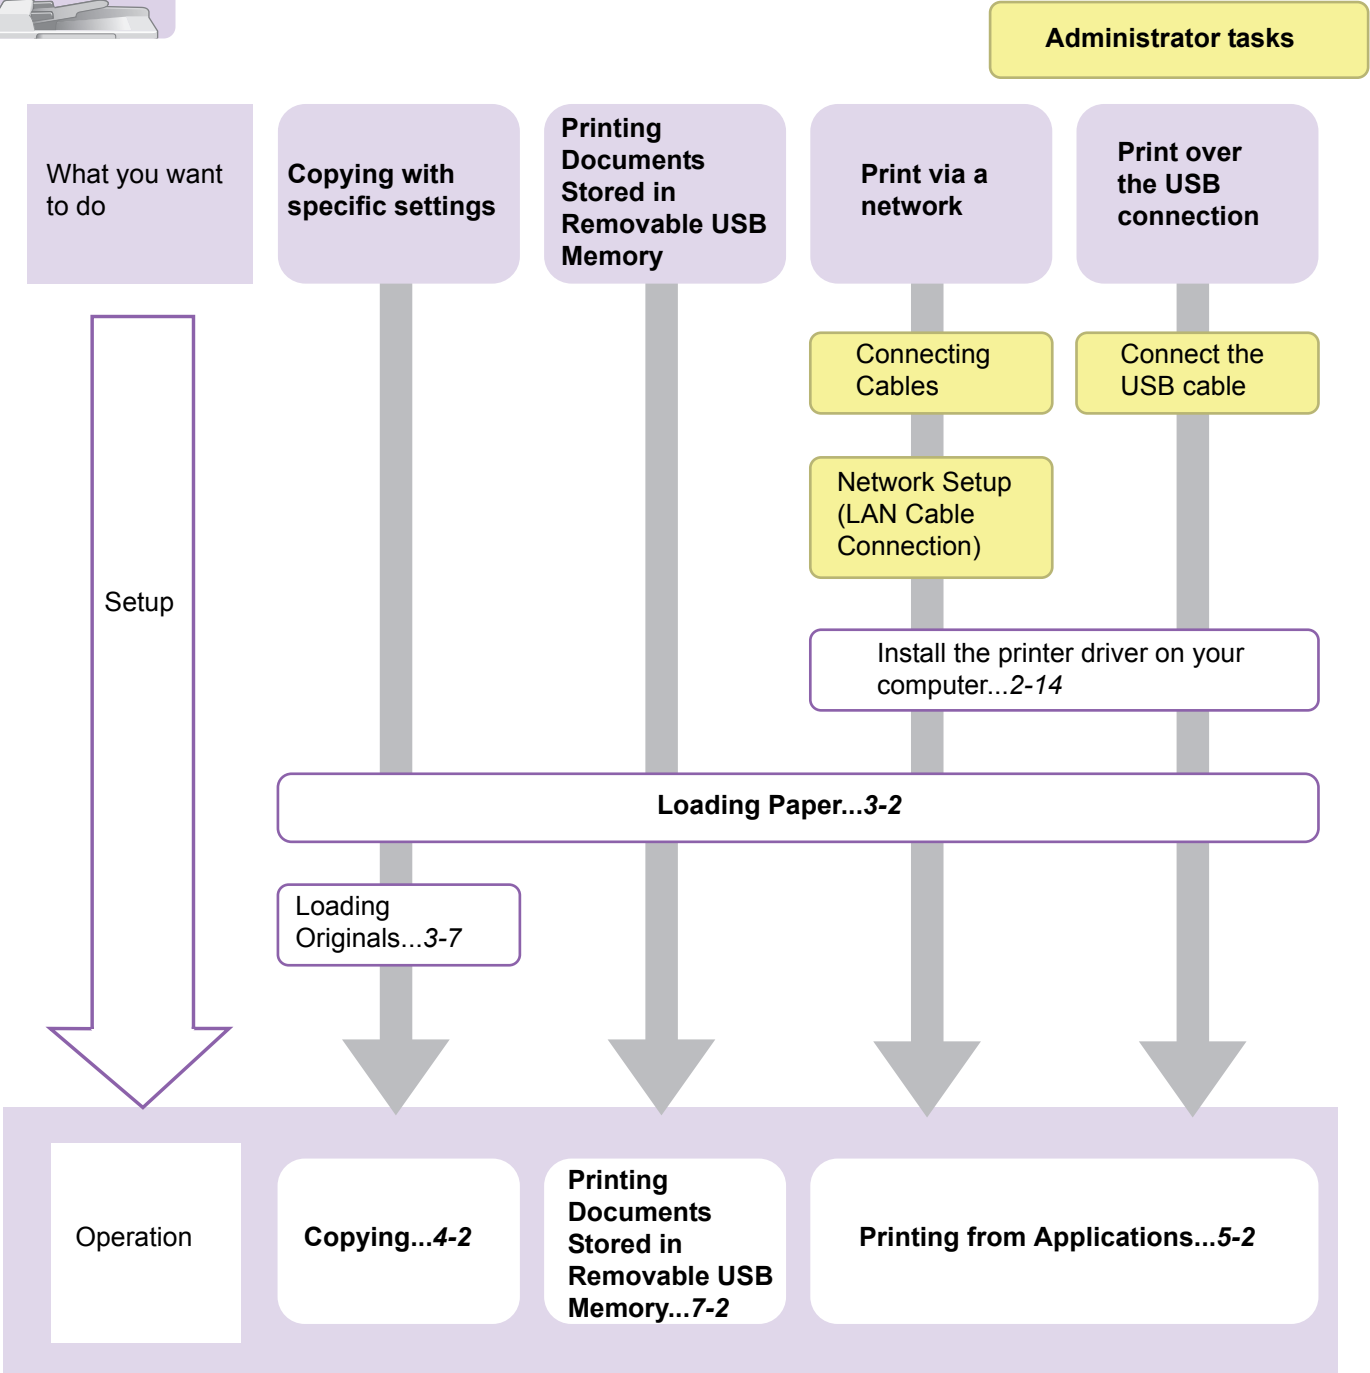 Administrator tasks
What you want
to do
Copying with
specific settings
Printing
Documents
Stored in
Removable USB
Memory
Print via a
network
Print over
the USB
connection
Connecting
Cables
Connect the
USB cable
Network Setup
(LAN Cable
Connection)
Setup
Install the printer driver on your
computer...2-14
Loading Paper...3-2
Loading
Originals...3-7
Operation
Copying...4-2
Printing
Documents
Stored in
Removable USB
Memory...7-2
Printing from Applications...5-2